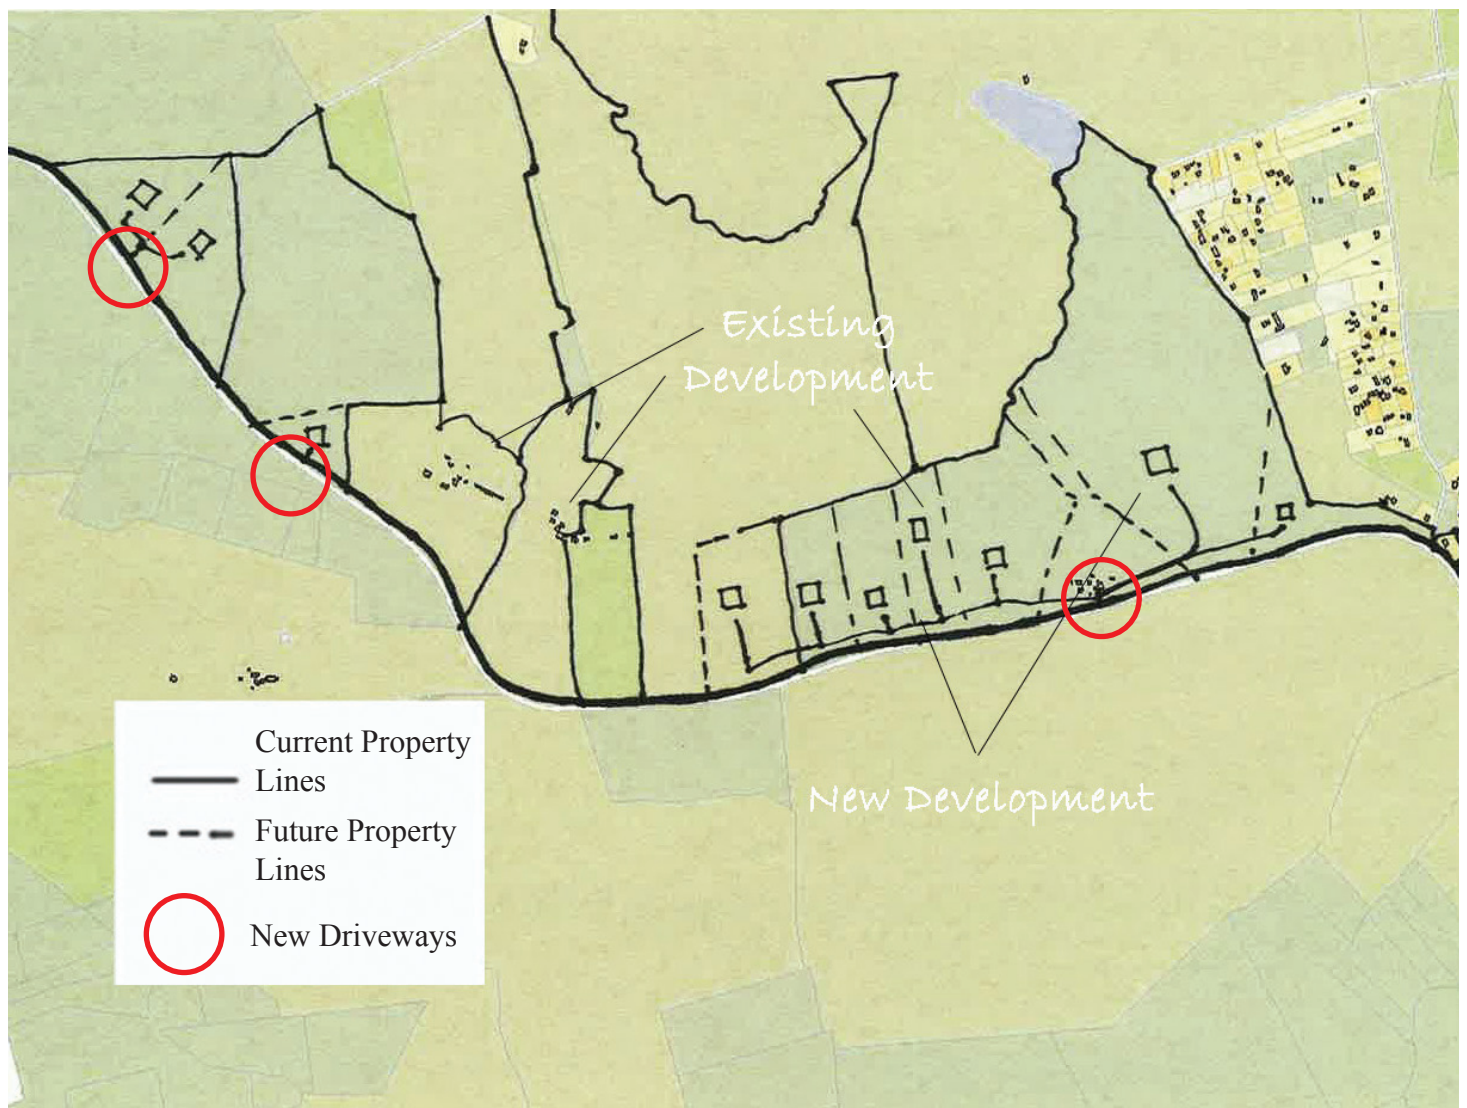 Existing
Development
New Development
Current Property
Lines
Future Property
Lines
New Driveways